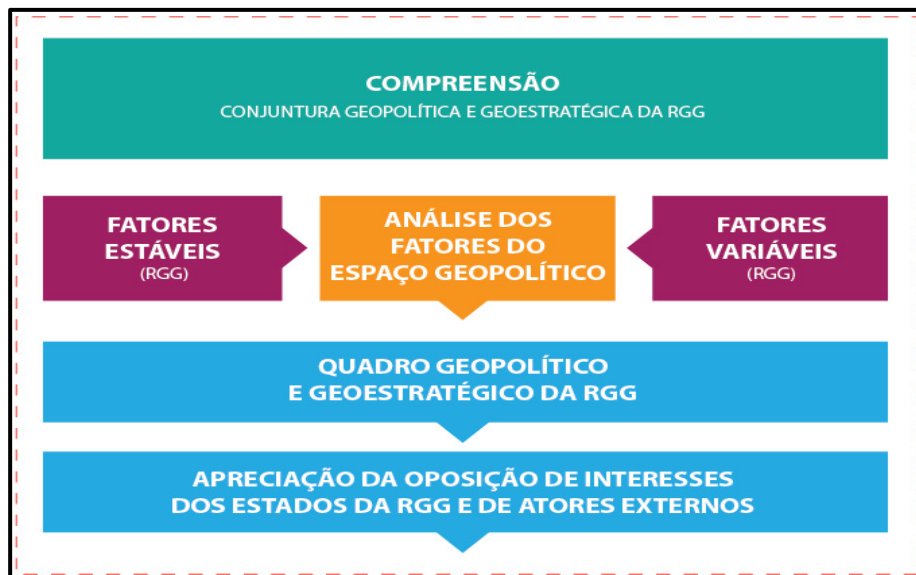 COMPREENSÃO
CONJUNTURA GEOPOLÍTICA E GEOESTRATÉGICA DA RGG
FATORES
ESTÁVEIS
(RGG)
ANÁLISE DOS
FATORES DO
ESPAÇO GEOPOLÍTICO
FATORES
VARIÁVEIS
(RGG)
QUADRO GEOPOLÍTICO
E GEOESTRATÉGICO DA RGG
APRECIAÇÃO DA OPOSIÇÃO DE INTERESSES
DOS ESTADOS DA RGG E DE ATORES EXTERNOS